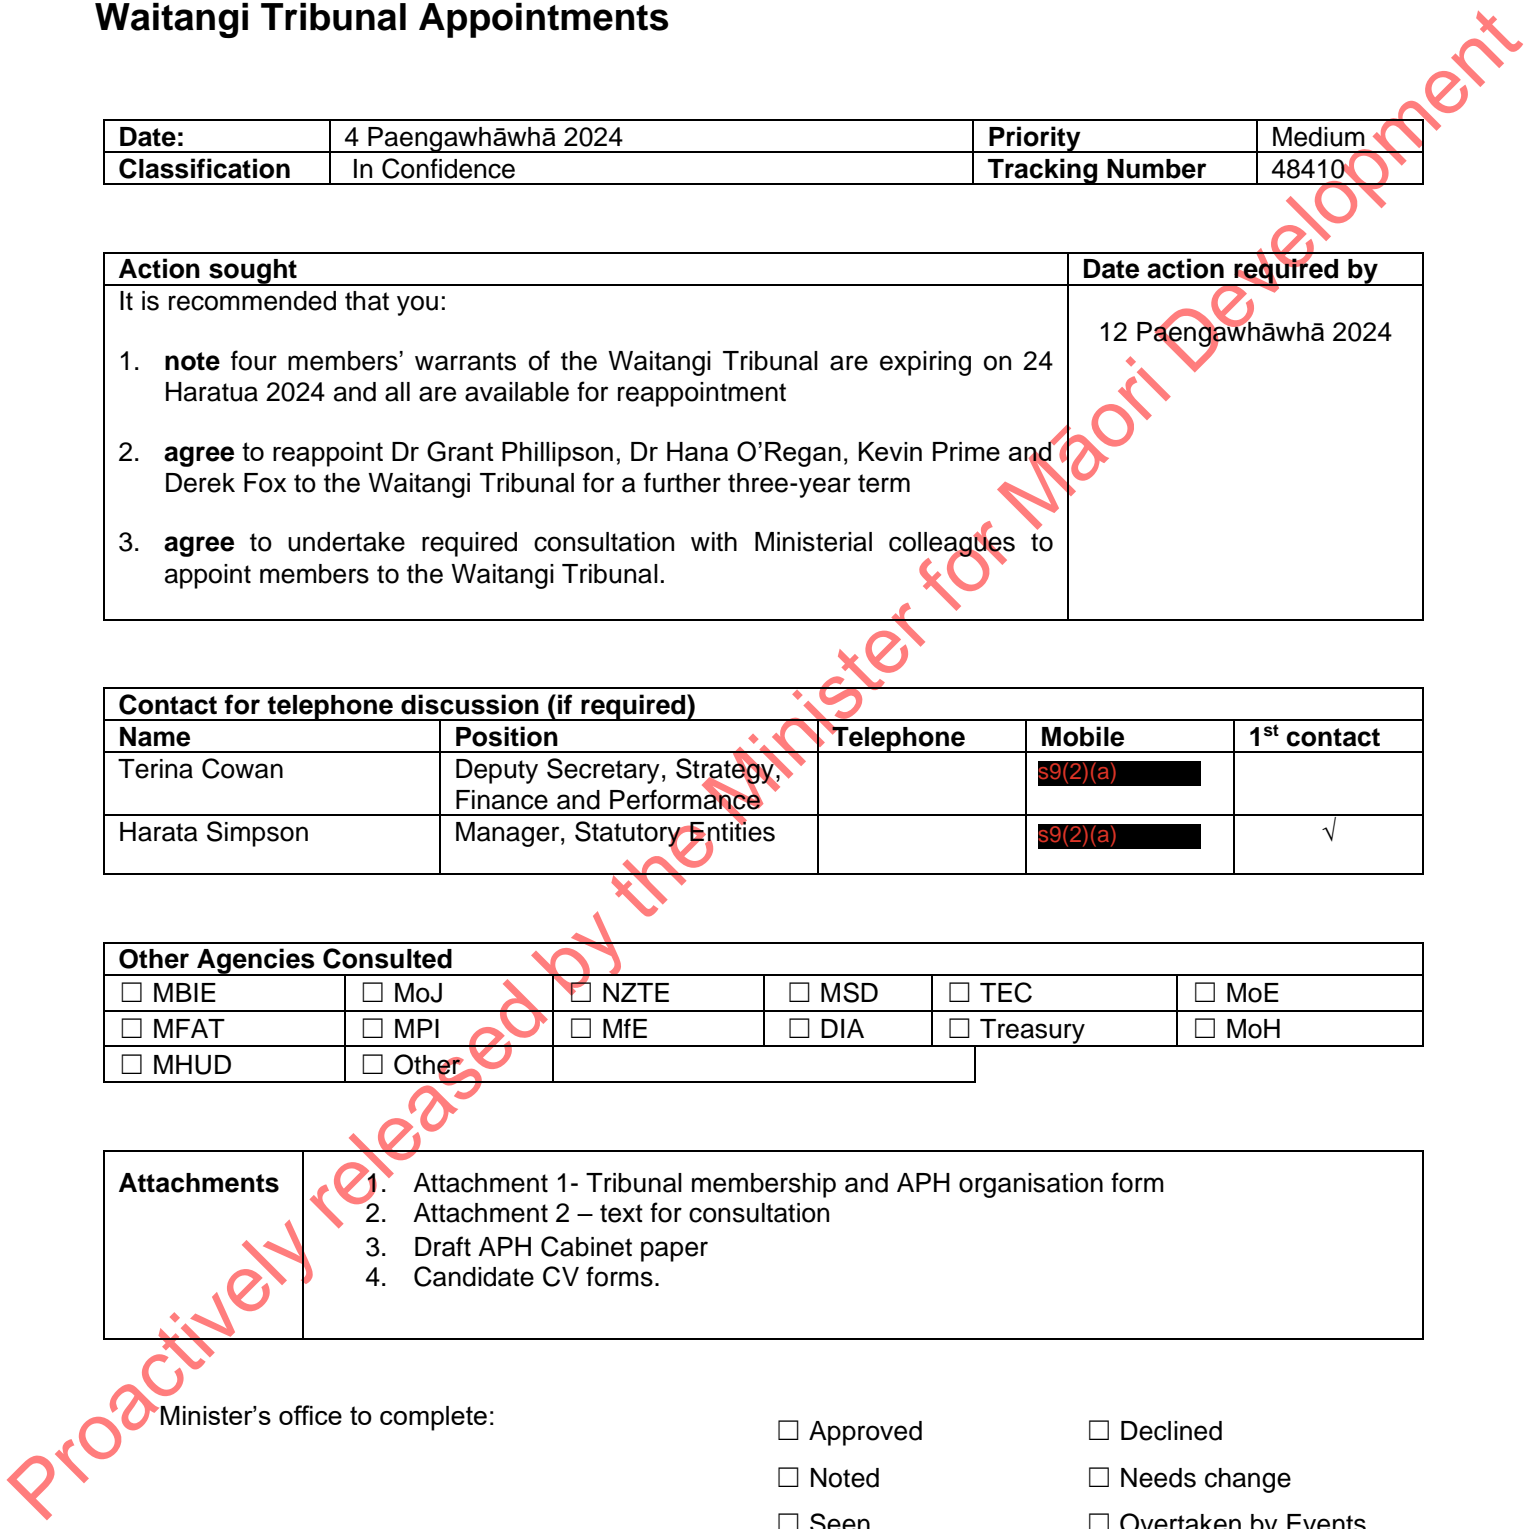 Waitangi Tribunal Appointments
Date: 4 Paengawhāwhā 2024 Priority Medium
Classification In Confidence Tracking Number 48410
Action sought Date action required by
It is recommended that you:
12 Paengawhāwhā 2024
1. note four members’ warrants of the Waitangi Tribunal are expiring on 24
Haratua 2024 and all are available for reappointment
2. agree to reappoint Dr Grant Phillipson, Dr Hana O’Regan, Kevin Prime and
Derek Fox to the Waitangi Tribunal for a further three-year term
3. agree to undertake required consultation with Ministerial colleagues to
appoint members to the Waitangi Tribunal.
Contact for telephone discussion (if required)
Name Position Telephone Mobile 1st contact
Terina Cowan Deputy Secretary, Strategy, s9(2)(a)
Finance and Performance
Harata Simpson Manager, Statutory Entities s9(2)(a) √
Other Agencies Consulted
☐ MBIE ☐ MoJ ☐ NZTE ☐ MSD ☐ TEC ☐ MoE
☐ MFAT ☐ MPI ☐ MfE ☐ DIA ☐ Treasury ☐ MoH
☐ MHUD ☐ Other
Attachments 1. Attachment 1- Tribunal membership and APH organisation form
2. Attachment 2 – text for consultation
3. Draft APH Cabinet paper
4. Candidate CV forms.
Minister’s office to complete:
☐ Approved ☐ Declined
☐ Noted ☐ Needs change
☐ Seen ☐ Overtaken by Events
Proactively released by the Minister for Māori Development